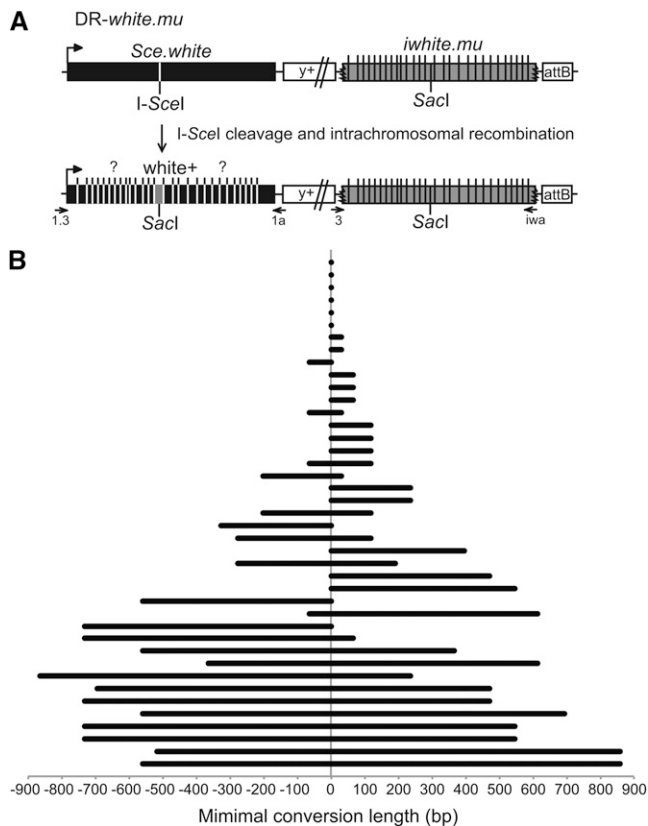 A
DR-white.mu
Sce.white
y+
iwhite.mu
attB
I-SceI
SacI
I-SceI cleavage and intrachromosomal recombination
? white+ ?
y+
attB
1.3
SacI
1a
3
SacI
iwa
B
-900 -800 -700 -600 -500 -400 -300 -200 -100 0 100 200 300 400 500 600 700 800 900
Mimimal conversion length (bp)